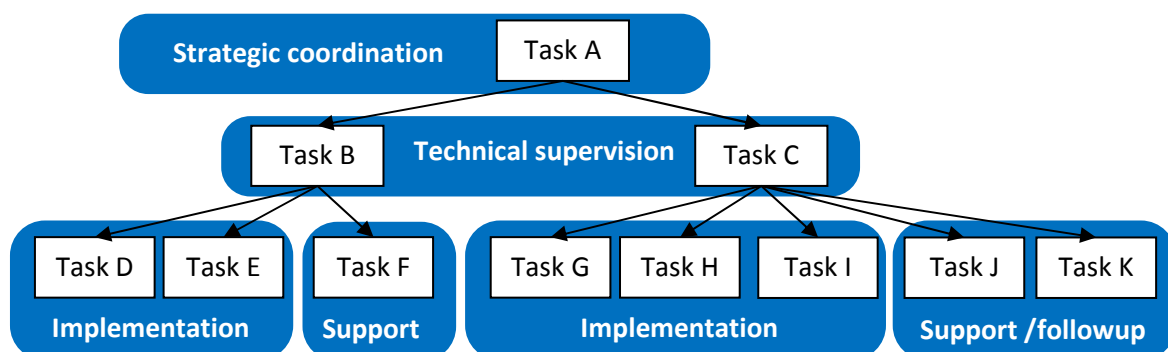 Strategic coordination
Task A
Task B
Technical supervision
Task C
Task D
Task E
Task F
Task G
Task H
Task I
Task J
Task K
Implementation
Support
Implementation
Support /followup